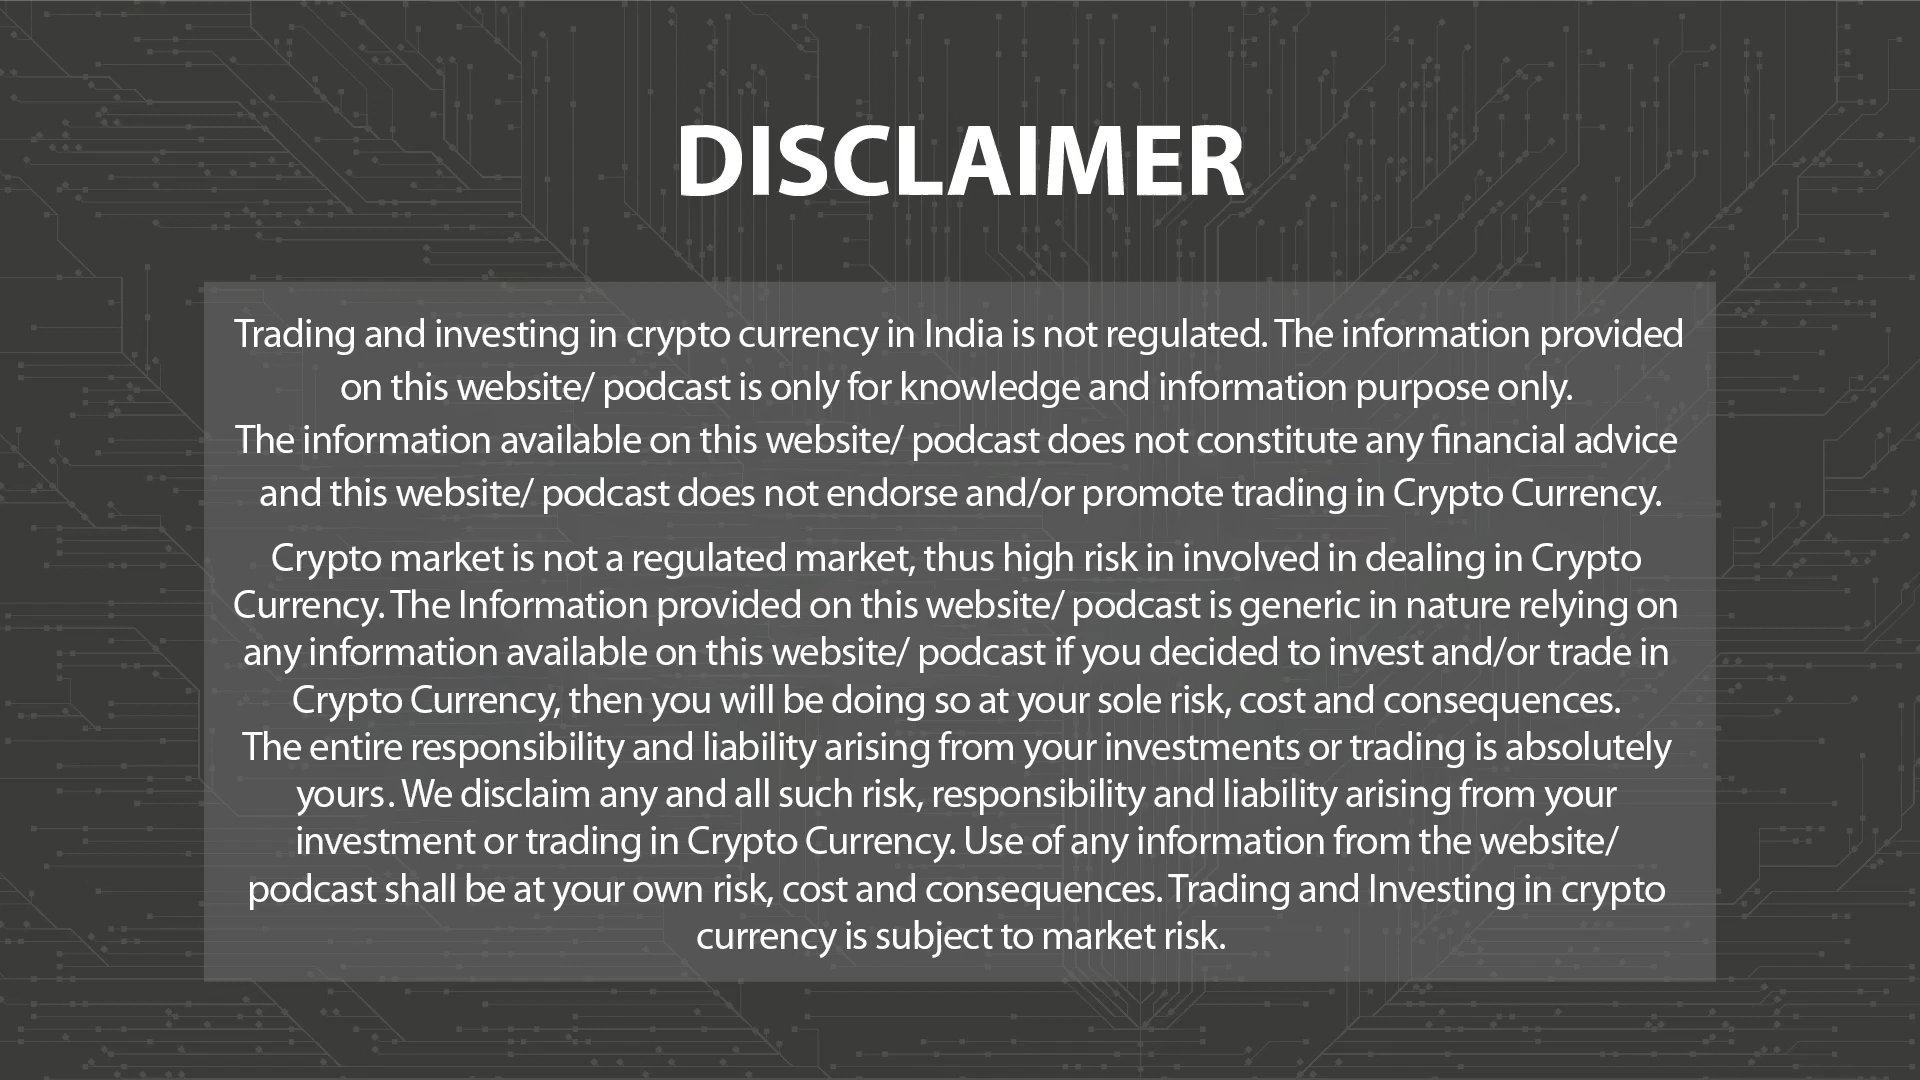 DISCLAIMER
Trading and investing in crypto currency in India is not regulated. The information provided
on this website/ podcast is only for knowledge and information purpose only.
The information available on this website/ podcast does not constitute any financial advice
and this website/ podcast does not endorse and/or promote trading in Crypto Currency.
Crypto market is not a regulated market, thus high risk in involved in dealing in Crypto
Currency. The Information provided on this website/ podcast is generic in nature relying on
any information available on this website/ podcast if you decided to invest and/or trade in
Crypto Currency, then you will be doing so at your sole risk, cost and consequences.
The entire responsibility and liability arising from your investments or trading is absolutely
yours. We disclaim any and all such risk, responsibility and liability arising from your
investment or trading in Crypto Currency. Use of any information from the website/
podcast shall be at your own risk, cost and consequences. Trading and Investing in crypto
currency is subject to market risk.